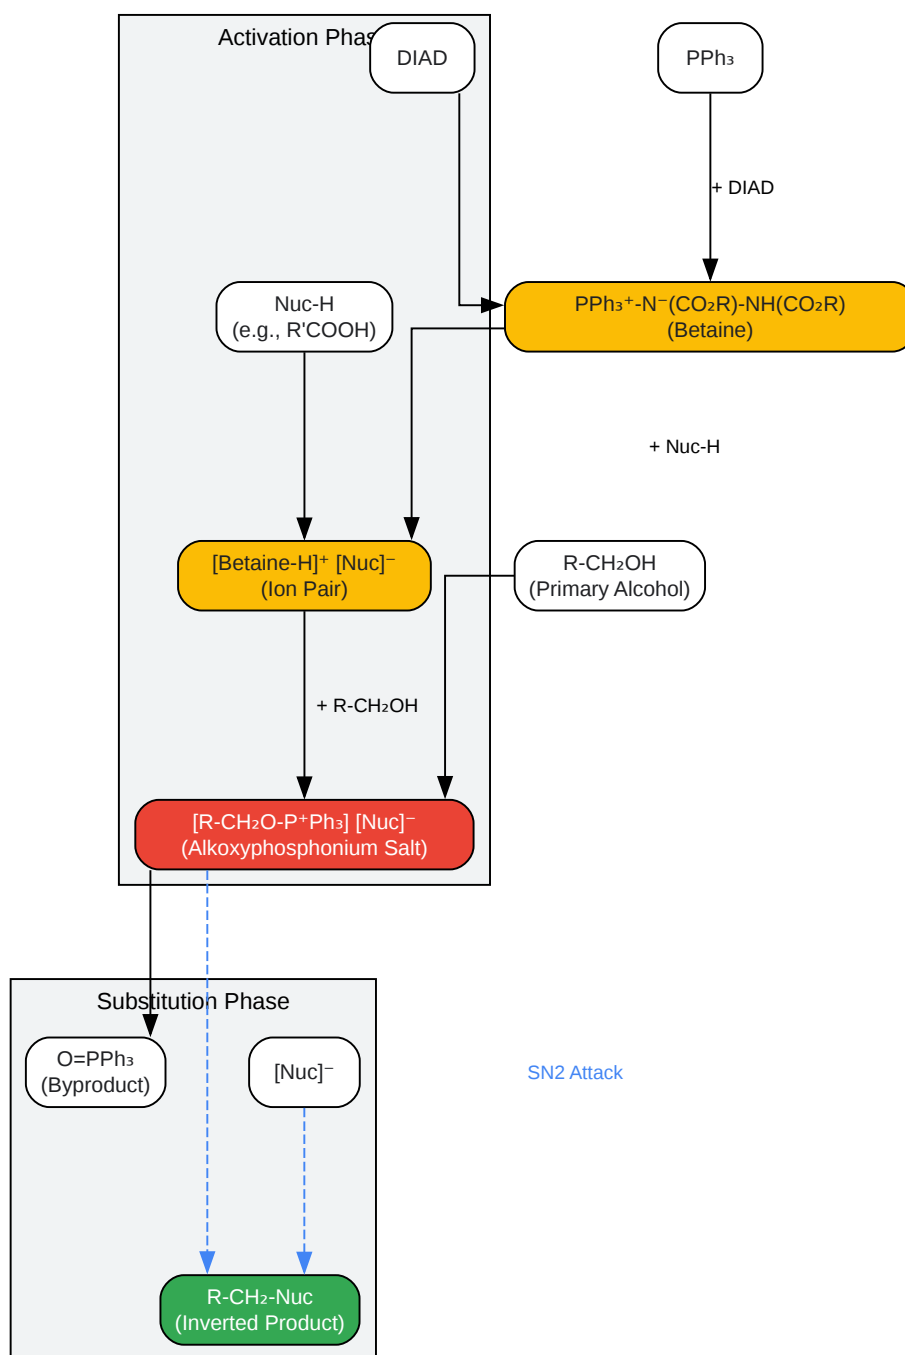 Activation Phas
DIAD
PPh₃
+ DIAD
Nuc-H
(e.g., R'COOH)
PPh₃⁺-N⁻(CO₂R)-NH(CO₂R)
(Betaine)
+ Nuc-H
[Betaine-H]⁺ [Nuc]⁻
(Ion Pair)
R-CH₂OH
(Primary Alcohol)
+ R-CH₂OH
[R-CH₂O-P⁺Ph₃] [Nuc]⁻
(Alkoxyphosphonium Salt)
Substitution Phase
O=PPh₃
(Byproduct)
[Nuc]⁻
SN2 Attack
R-CH₂-Nuc
(Inverted Product)